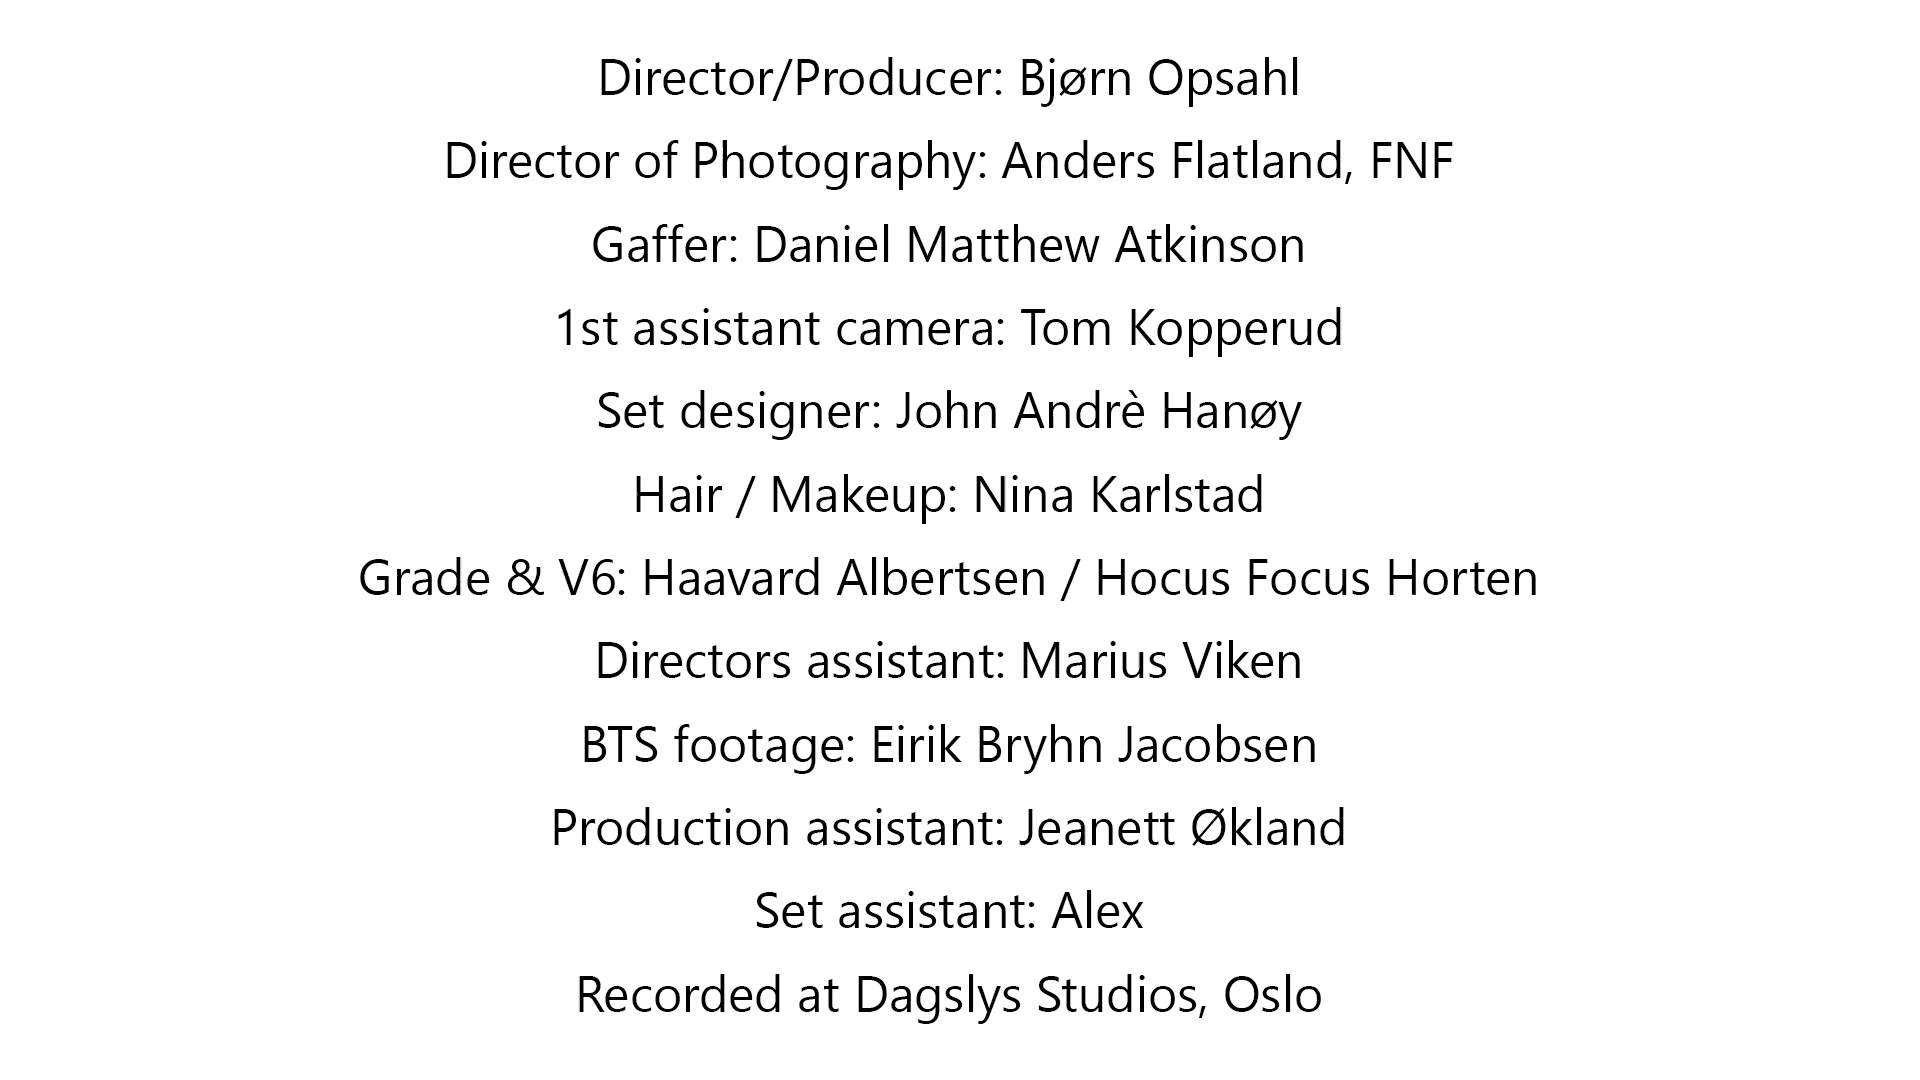 Director/Producer: Bjørn Opsahl
Director of Photography: Anders Flatland, FNF
Gaffer: Daniel Matthew Atkinson
1st assistant camera: Tom Kopperud
Set designer: John Andrè Hanøy
Hair / Makeup: Nina Karlstad
Grade & V6: Haavard Albertsen / Hocus Focus Horten
Directors assistant: Marius Viken
BTS footage: Eirik Bryhn Jacobsen
Production assistant: Jeanett Økland
Set assistant: Alex
Recorded at Dagslys Studios, Oslo